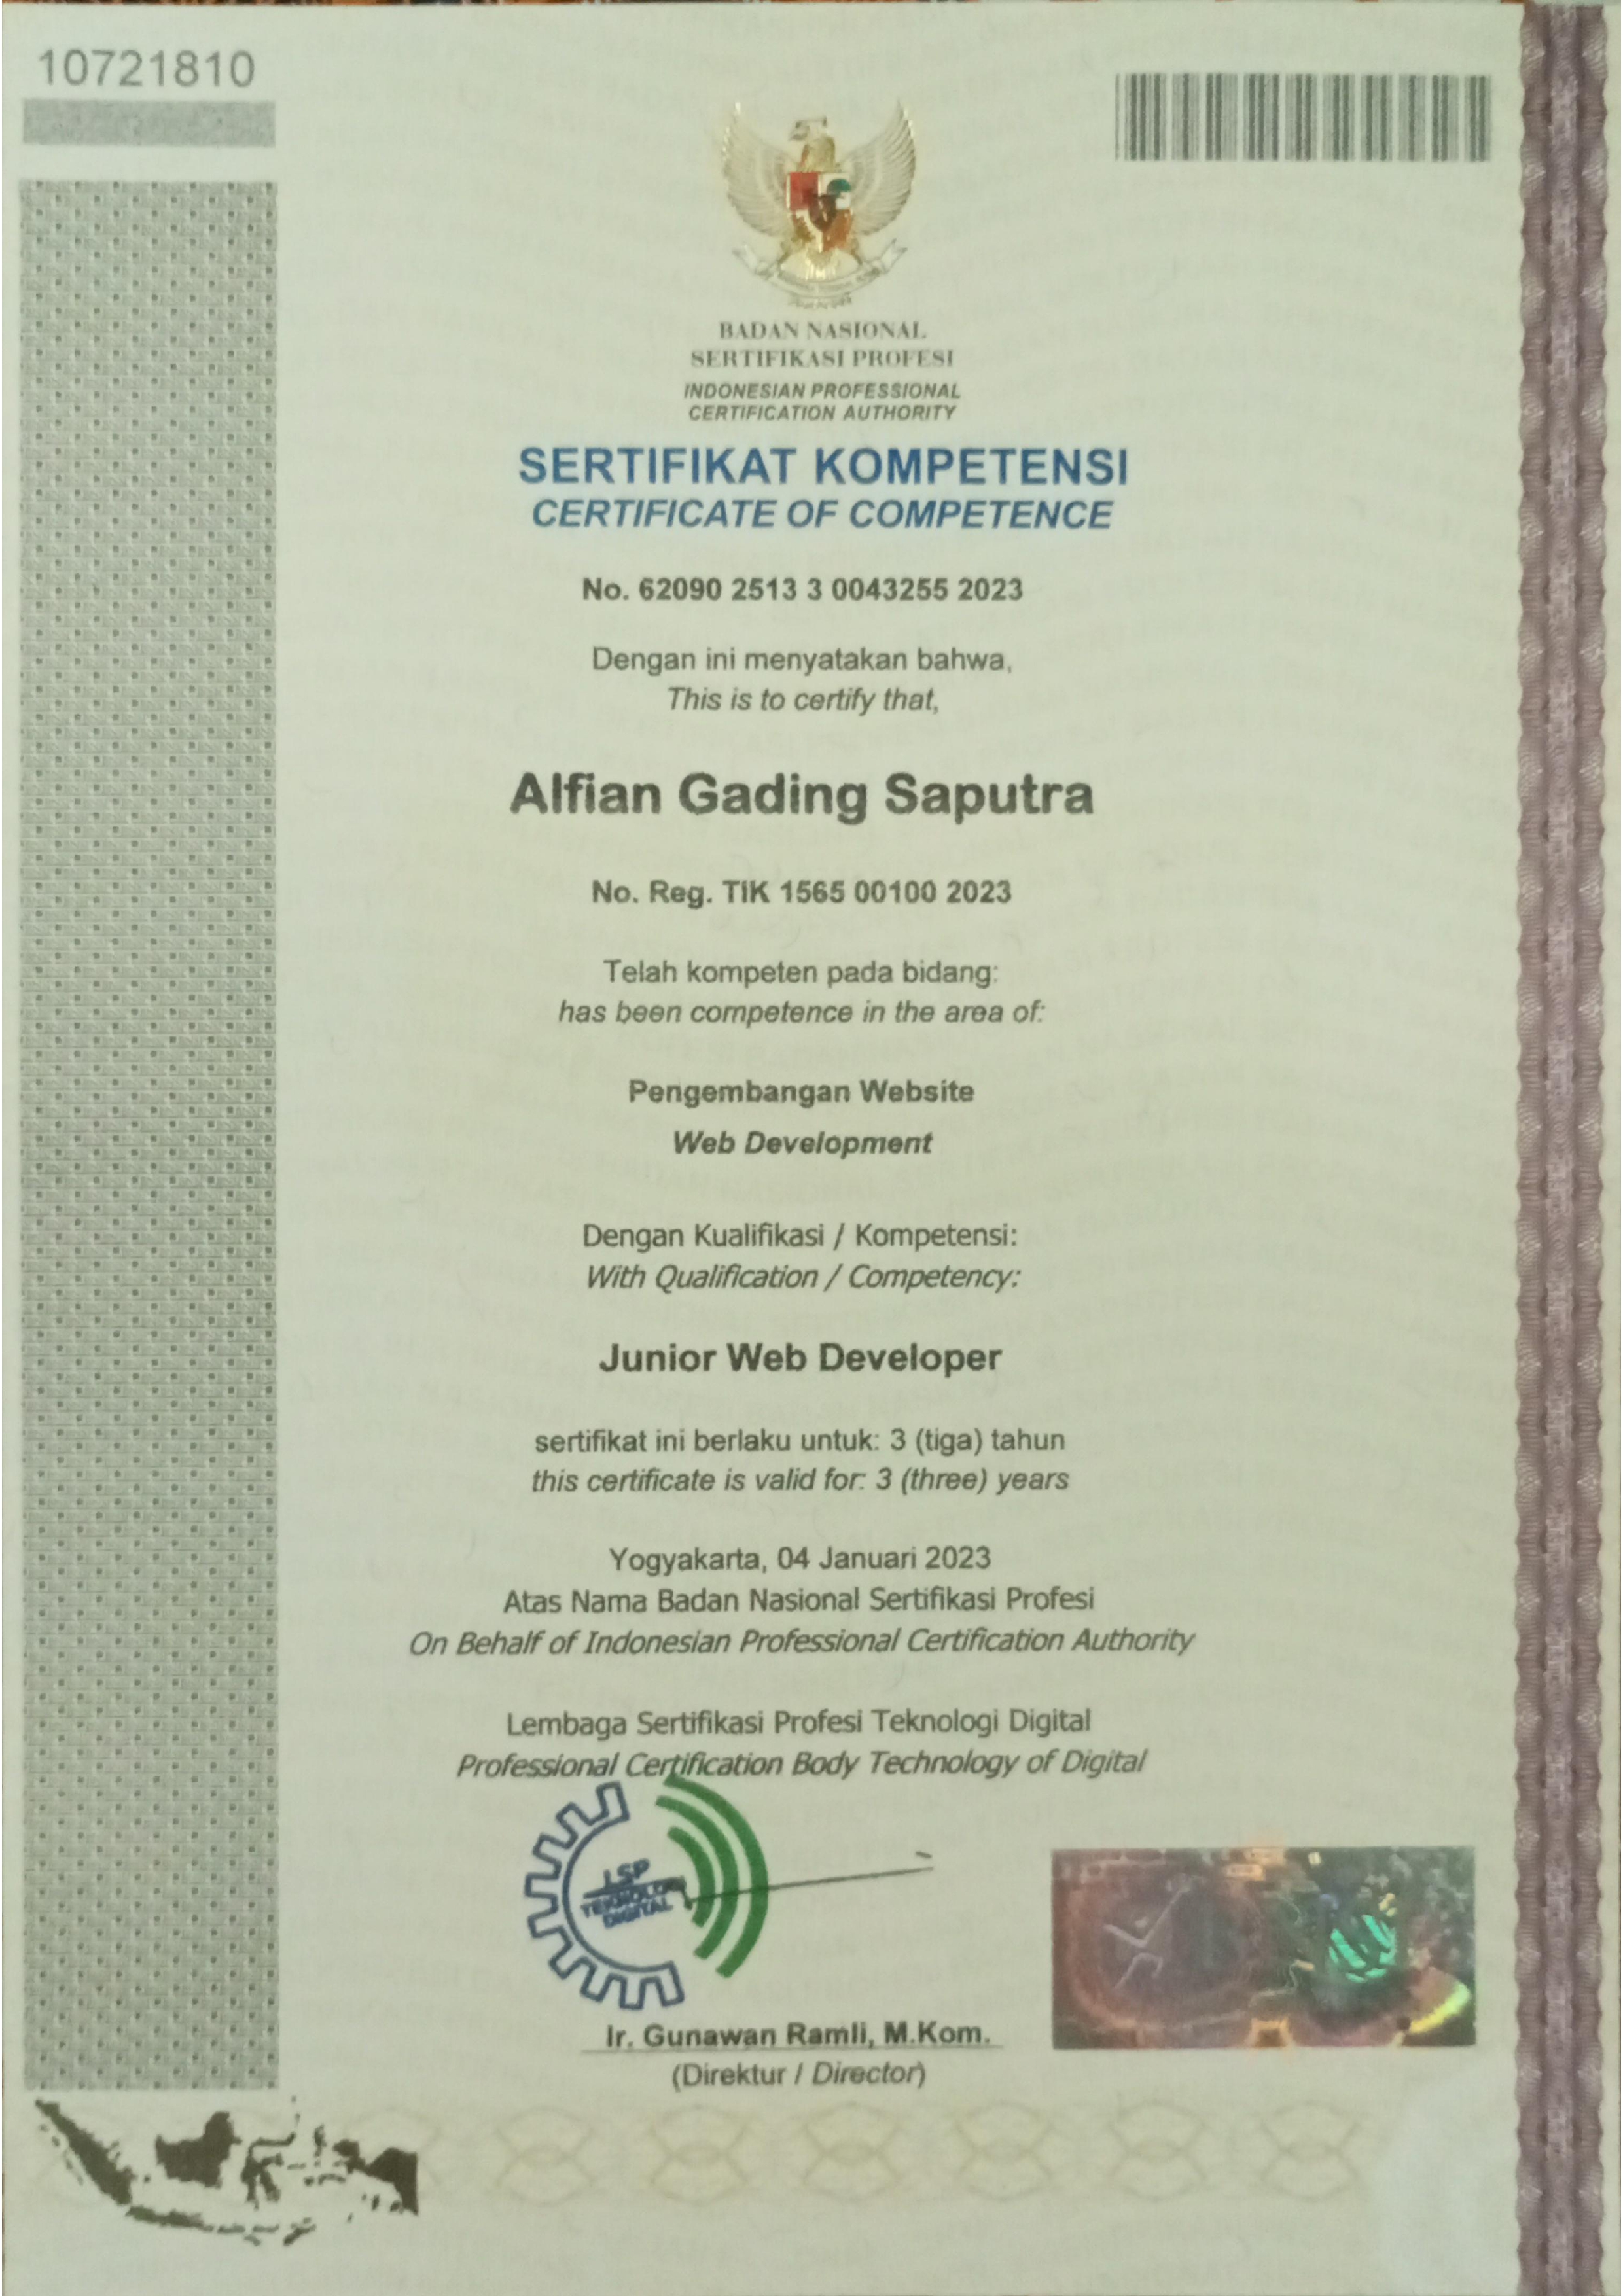 10721810
BADAN NASIONAL
SERTIFIKASI PROFESI
INDONESIAN PROFESSIONAL
CERTIFICATION AUTHORITY
SERTIFIKAT KOMPETENSI
CERTIFICATE OF COMPETENCE
No. 62090 2513 3 0043255 2023
Dengan ini menyatakan bahwa,
This is to certify that,
Alfian Gading Saputra
No. Reg. TIK 1565 00100 2023
Telah kompeten pada bidang:
has been competence in the area of:
Pengembangan Website
Web Development
Dengan Kualifikasi / Kompetensi:
With Qualification / Competency:
Junior Web Developer
sertifikat ini berlaku untuk: 3 (tiga) tahun
this certificate is valid for: 3 (three) years
Yogyakarta, 04 Januari 2023
Atas Nama Badan Nasional Sertifikasi Profesi
On Behalf of Indonesian Professional Certification Authority
Lembaga Sertifikasi Profesi Teknologi Digital
Professional Certification Body Technology of Digital
LSP
TEKNOLOGI
DIGITAL
Ir. Gunawan Ramli, M.Kom.
(Direktur / Director)